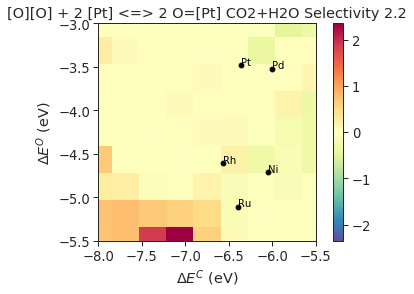 [O][O] + 2 [Pt] <=> 2 O=[Pt] CO2+H2O Selectivity 2.2
−3.0
−3.5
−4.0
−4.5
−5.0
−5.5
ΔE^O (eV)
Pt
Pd
Rh
Ni
Ru
−8.0 −7.5 −7.0 −6.5 −6.0 −5.5
ΔE^C (eV)
2
1
0
−1
−2